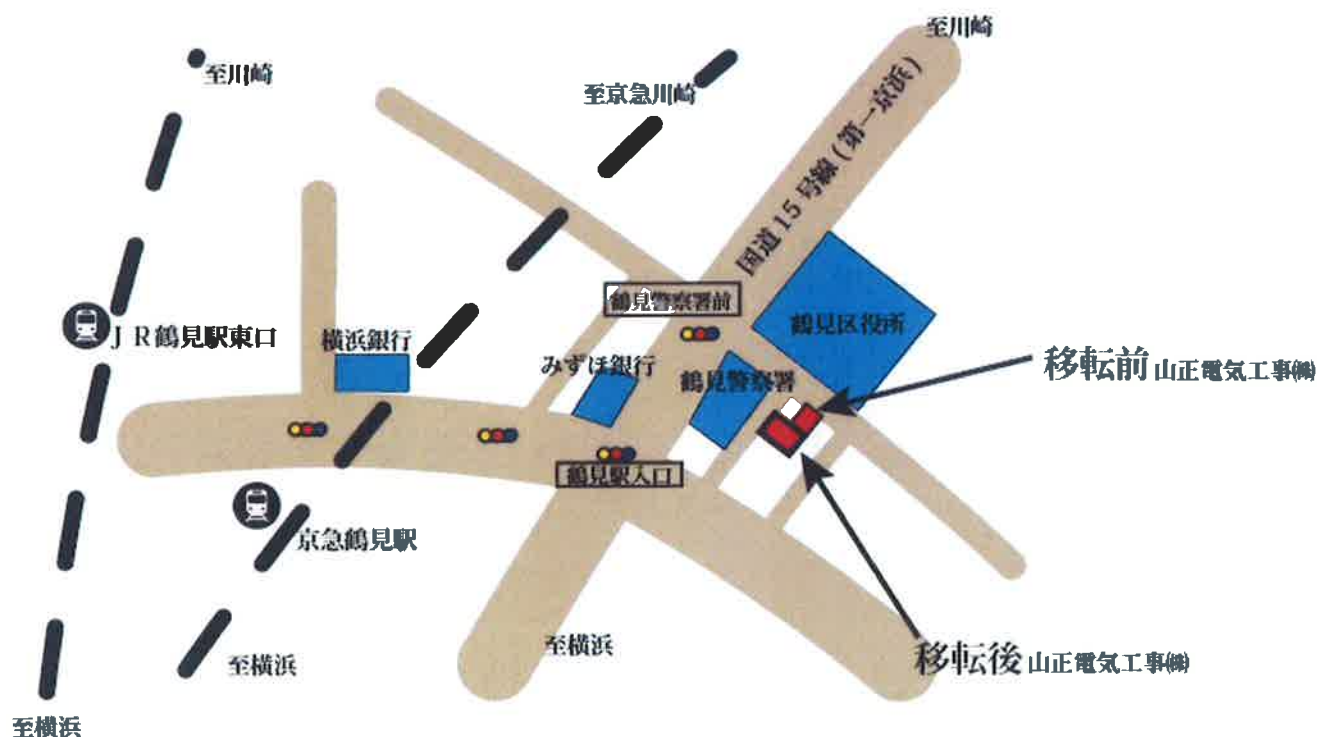 至川崎
至川崎
至京急川崎
国道15号線(第一京浜)
鶴見警察署前
鶴見区役所
JR鶴見駅東口
横浜銀行
みずほ銀行
鶴見警察署
移転前 山正電気工事㈱
鶴見駅入口
京急鶴見駅
至横浜
至横浜
移転後 山正電気工事㈱
至横浜